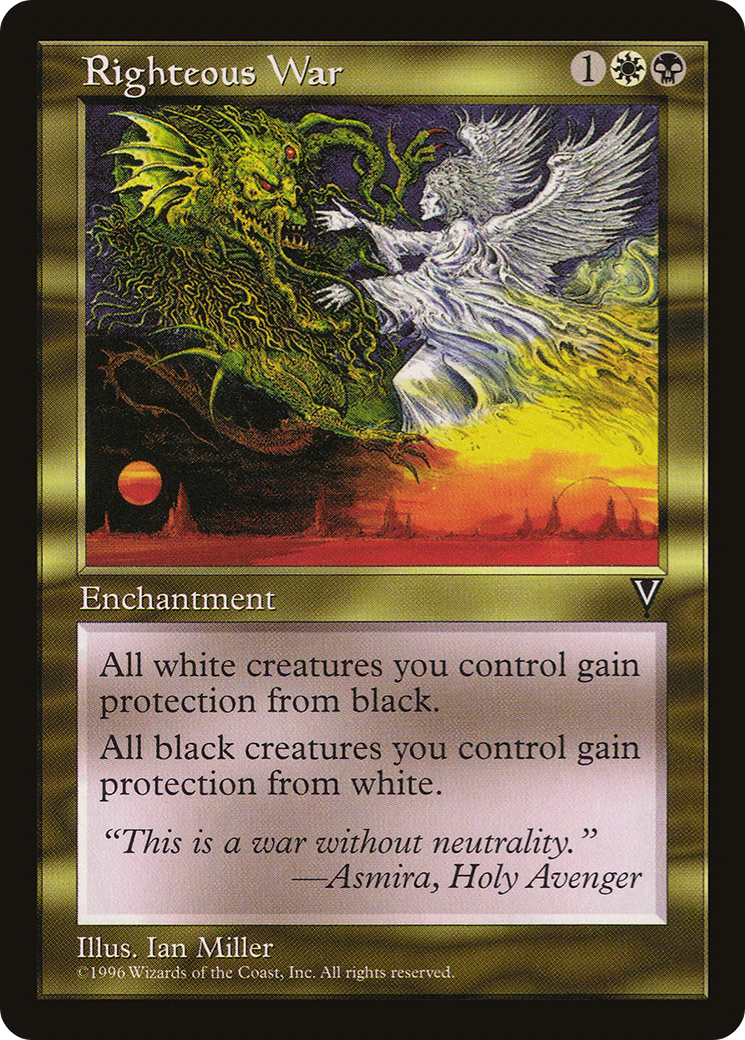 Righteous War 1
Enchantment V
All white creatures you control gain
protection from black.
All black creatures you control gain
protection from white.
“This is a war without neutrality.”
—Asmira, Holy Avenger
Illus. Ian Miller
©1996 Wizards of the Coast, Inc. All rights reserved.